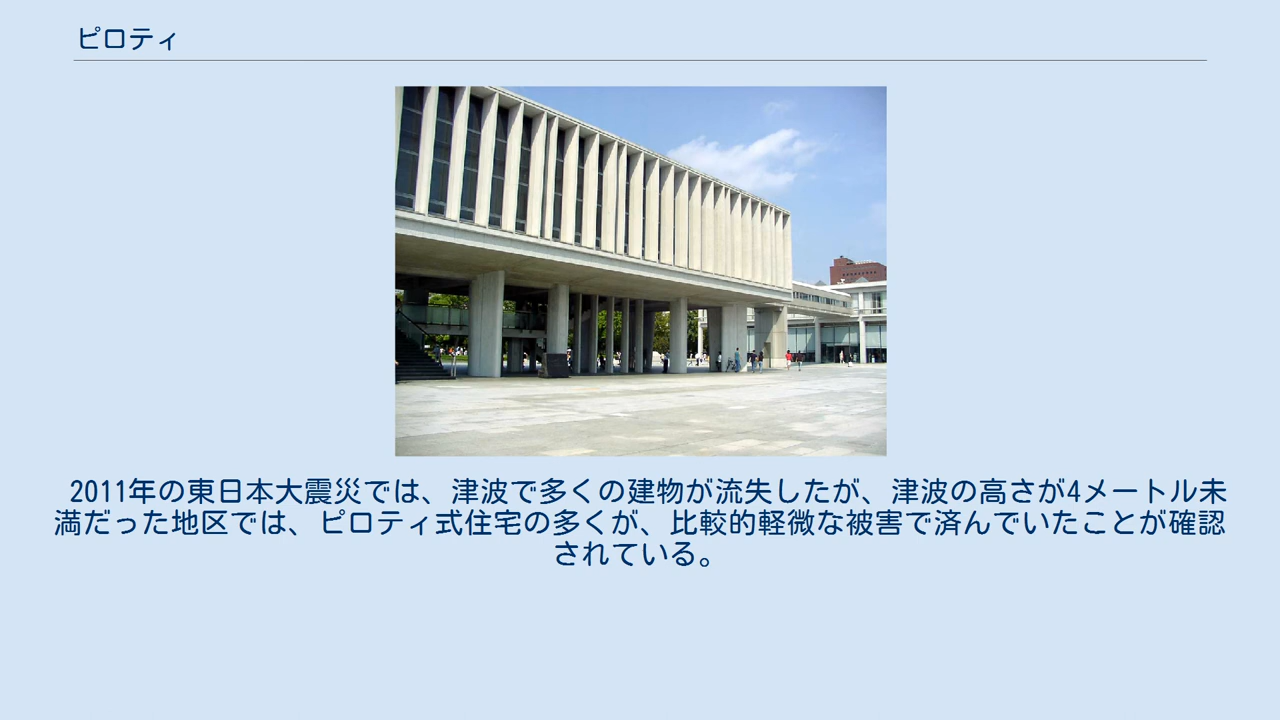 ピロティ
2011年の東日本大震災では、津波で多くの建物が流失したが、津波の高さが4メートル未
満だった地区では、ピロティ式住宅の多くが、比較的軽微な被害で済んでいたことが確認
されている。